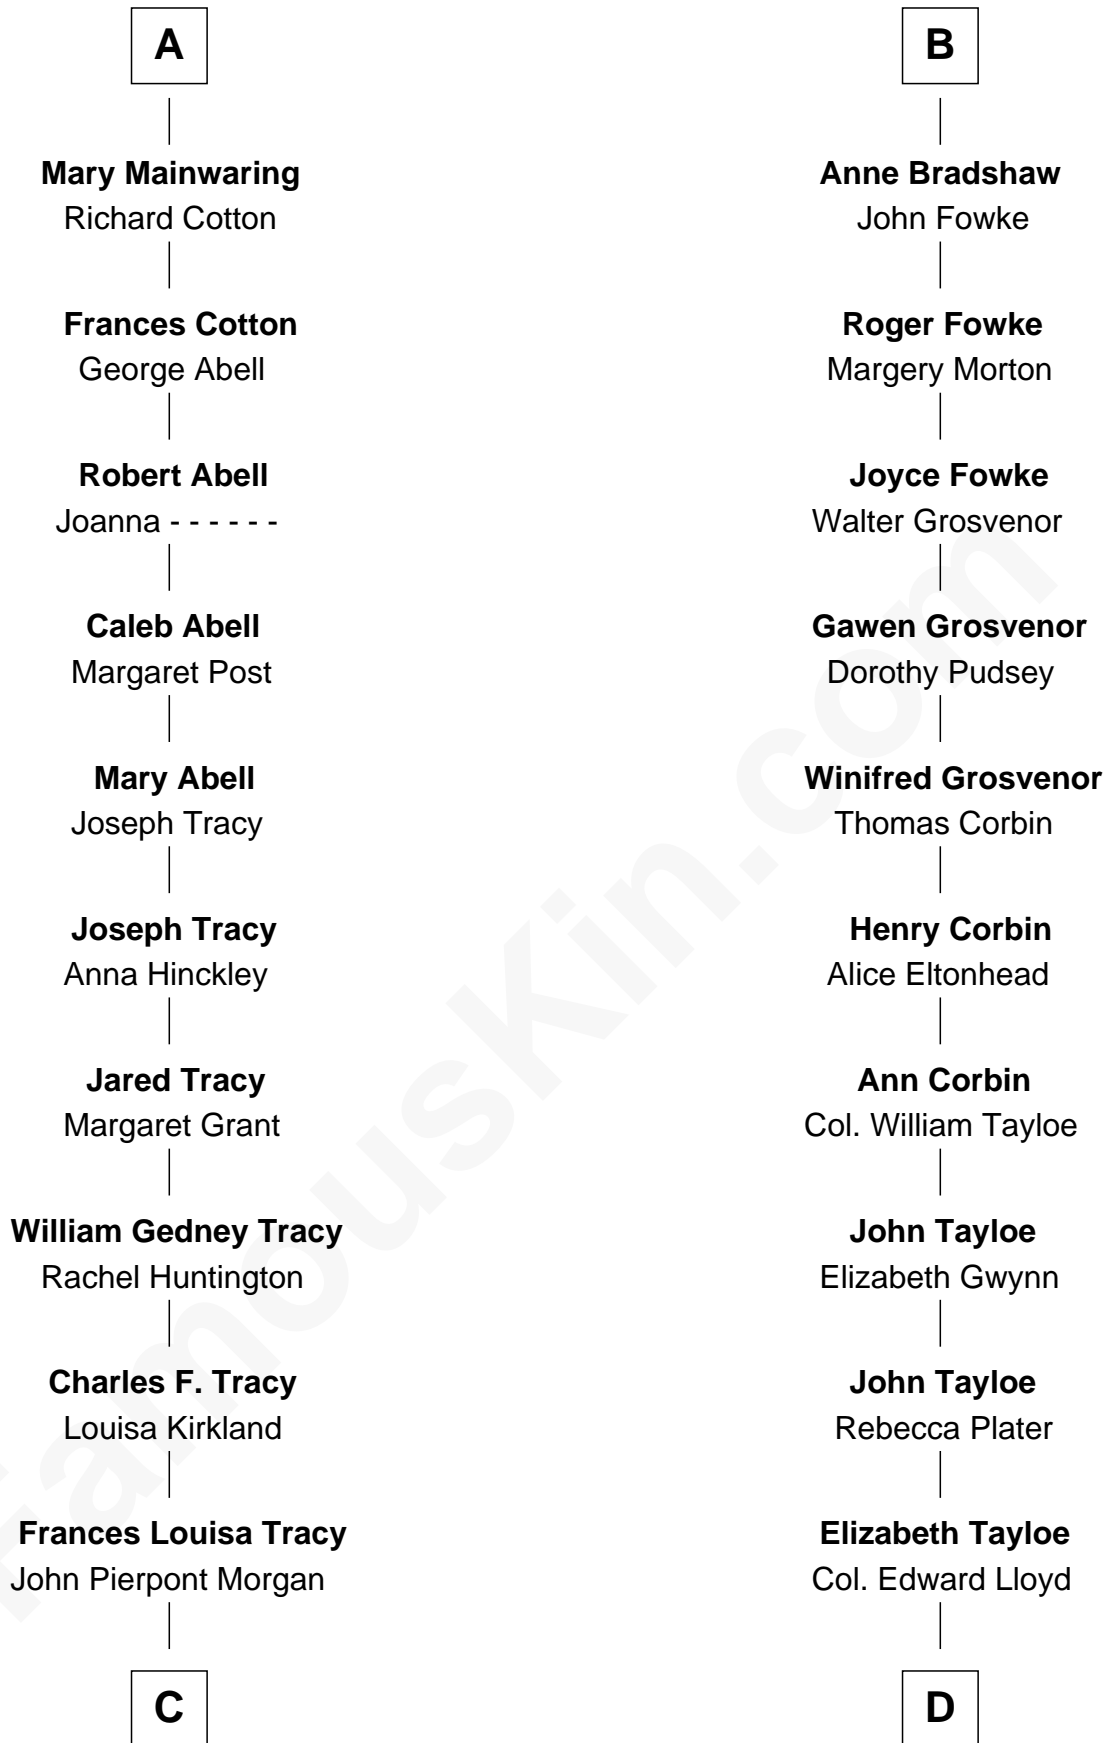 A
Mary Mainwaring
Richard Cotton
Frances Cotton
George Abell
Robert Abell
Joanna - - - - - -
Caleb Abell
Margaret Post
Mary Abell
Joseph Tracy
Joseph Tracy
Anna Hinckley
Jared Tracy
Margaret Grant
William Gedney Tracy
Rachel Huntington
Charles F. Tracy
Louisa Kirkland
Frances Louisa Tracy
John Pierpont Morgan
C
B
Anne Bradshaw
John Fowke
Roger Fowke
Margery Morton
Joyce Fowke
Walter Grosvenor
Gawen Grosvenor
Dorothy Pudsey
Winifred Grosvenor
Thomas Corbin
Henry Corbin
Alice Eltonhead
Ann Corbin
Col. William Tayloe
John Tayloe
Elizabeth Gwynn
John Tayloe
Rebecca Plater
Elizabeth Tayloe
Col. Edward Lloyd
D
FamousKin.com